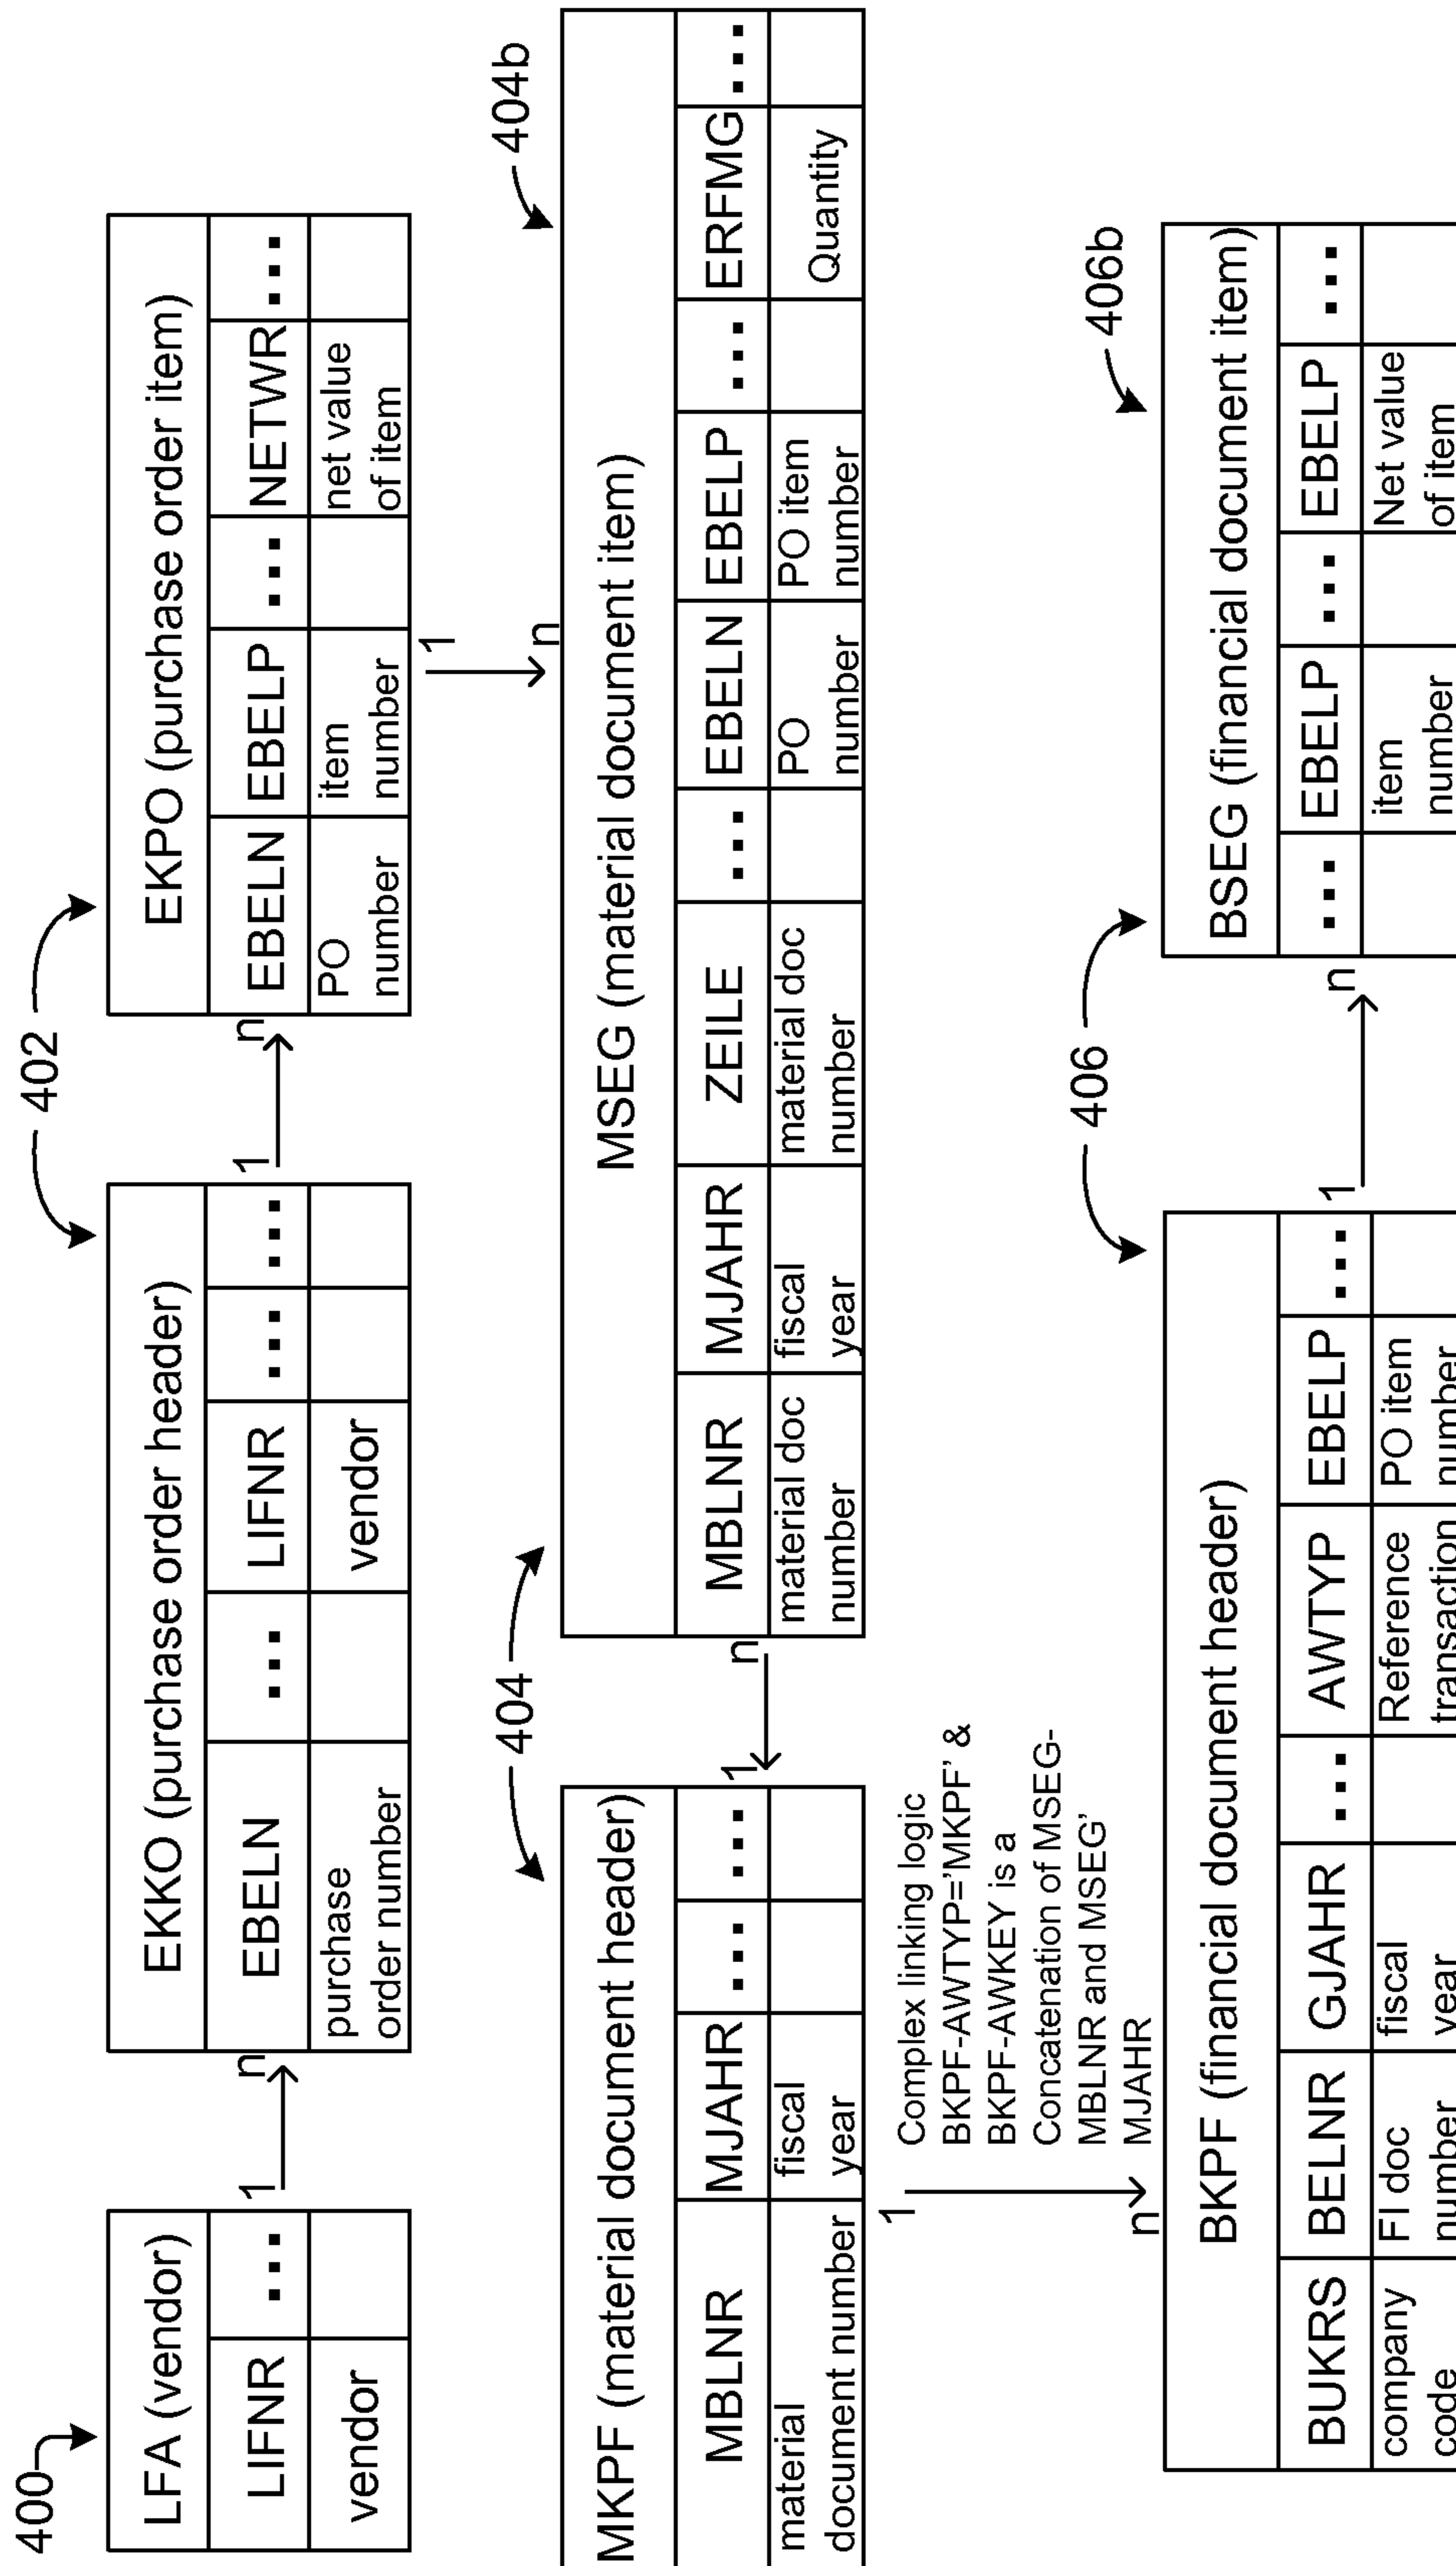 400
402
LFA (vendor)
LIFNR ...
vendor
1
n
EKKO (purchase order header)
EBELN ... LIFNR ... ...
purchase
order number
vendor
1
n
EKPO (purchase order item)
EBELN EBELP ... NETWR ...
PO
number
item
number
net value
of item
1
n
404
404b
MKPF (material document header)
MBLNR MJAHR ... ...
material
document number
fiscal
year
1
n
MSEG (material document item)
MBLNR MJAHR ZEILE ... EBELN EBELP ... ERFMG ...
material doc
number
fiscal
year
material doc
number
PO
number
PO item
number
Quantity
1
n
Complex linking logic
BKPF-AWTYP='MKPF' &
BKPF-AWKEY is a
Concatenation of MSEG-
MBLNR and MSEG'
MJAHR
406
406b
BKPF (financial document header)
BUKRS BELNR GJAHR ... AWTYP EBELP ...
company
code
FI doc
number
fiscal
year
Reference
transaction
PO item
number
1
n
BSEG (financial document item)
... EBELP ... EBELP ...
item
number
Net value
of item